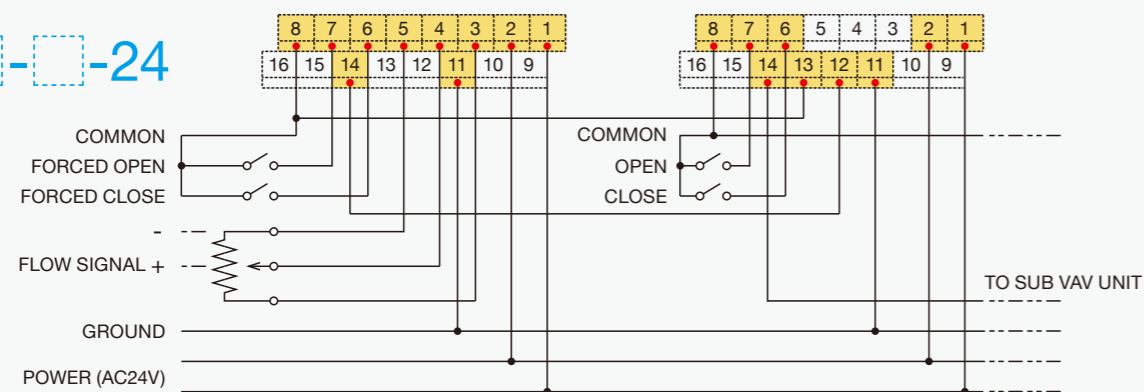 8 7 6 5 4 3 2 1
16 15 14 13 12 11 10 9
8 7 6 5 4 3 2 1
16 15 14 13 12 11 10 9
- -24
COMMON
FORCED OPEN
FORCED CLOSE
-
FLOW SIGNAL +
GROUND
POWER (AC24V)
COMMON
OPEN
CLOSE
TO SUB VAV UNIT